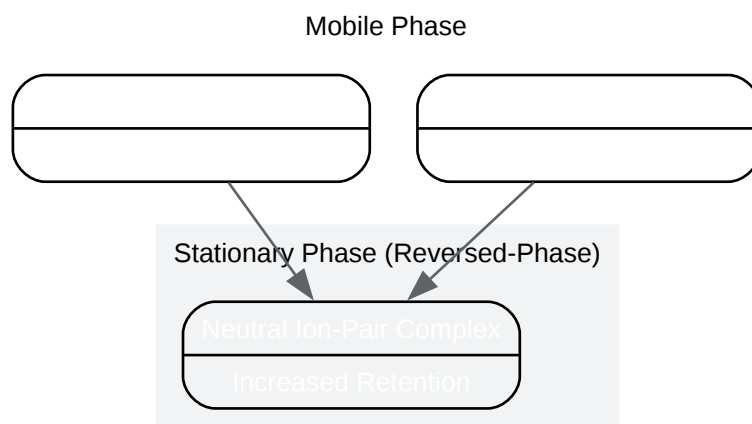 Mobile Phase
Stationary Phase (Reversed-Phase)
Neutral Ion-Pair Complex
Increased Retention